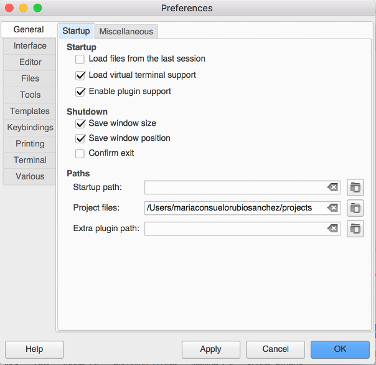 Preferences
General
Interface
Editor
Files
Tools
Templates
Keybindings
Printing
Terminal
Various
Startup Miscellaneous
Startup
Load files from the last session
Load virtual terminal support
Enable plugin support
Shutdown
Save window size
Save window position
Confirm exit
Paths
Startup path:
Project files: /Users/mariaconsuelorubiosanchez/projects
Extra plugin path:
Help Apply Cancel OK